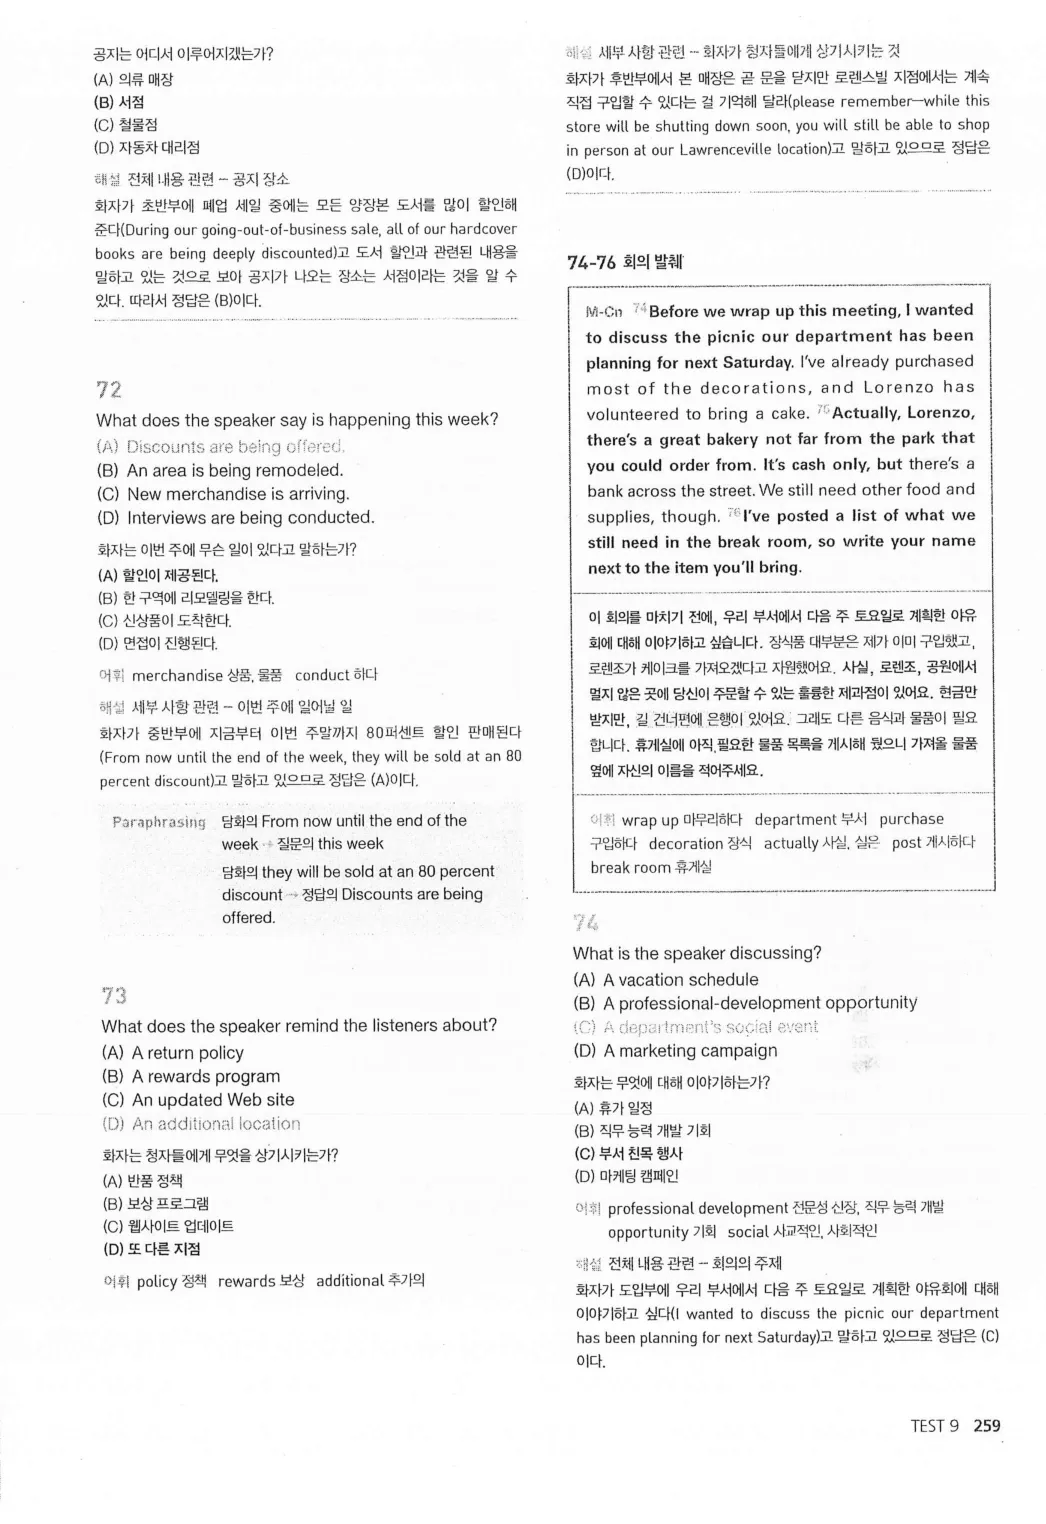 공지는 어디서 이루어지겠는가?
(A) 의류 매장
(B) 서점
(C) 철물점
(D) 자동차 대리점
해설 전체 내용 관련 – 공지 장소
화자가 초반부에 폐업 세일 중에는 모든 양장본 도서를 많이 할인해
준다(During our going-out-of-business sale, all of our hardcover
books are being deeply discounted)고 도서 할인과 관련된 내용을
말하고 있는 것으로 보아 공지가 나오는 장소는 서점이라는 것을 알 수
있다. 따라서 정답은 (B)이다.
72
What does the speaker say is happening this week?
(A) Discounts are being offered.
(B) An area is being remodeled.
(C) New merchandise is arriving.
(D) Interviews are being conducted.
화자는 이번 주에 무슨 일이 있다고 말하는가?
(A) 할인이 제공된다.
(B) 한 구역에 리모델링을 한다.
(C) 신상품이 도착한다.
(D) 면접이 진행된다.
어휘 merchandise 상품, 물품 conduct 하다
해설 세부 사항 관련 – 이번 주에 일어날 일
화자가 중반부에 지금부터 이번 주말까지 80퍼센트 할인 판매된다
(From now until the end of the week, they will be sold at an 80
percent discount)고 말하고 있으므로 정답은 (A)이다.
Paraphrasing 담화의 From now until the end of the
week → 질문의 this week
담화의 they will be sold at an 80 percent
discount → 정답의 Discounts are being
offered.
73
What does the speaker remind the listeners about?
(A) A return policy
(B) A rewards program
(C) An updated Web site
(D) An additional location
화자는 청자들에게 무엇을 상기시키는가?
(A) 반품 정책
(B) 보상 프로그램
(C) 웹사이트 업데이트
(D) 또 다른 지점
어휘 policy 정책 rewards 보상 additional 추가의
해설 세부 사항 관련 – 화자가 청자들에게 상기시키는 것
화자가 후반부에서 본 매장은 곧 문을 닫지만 로렌스빌 지점에서는 계속
직접 구입할 수 있다는 걸 기억해 달라(please remember—while this
store will be shutting down soon, you will still be able to shop
in person at our Lawrenceville location)고 말하고 있으므로 정답은
(D)이다.
74-76 회의 발췌
M-Cn 74 Before we wrap up this meeting, I wanted
to discuss the picnic our department has been
planning for next Saturday. I've already purchased
most of the decorations, and Lorenzo has
volunteered to bring a cake. 75 Actually, Lorenzo,
there's a great bakery not far from the park that
you could order from. It's cash only, but there's a
bank across the street. We still need other food and
supplies, though. 76 I've posted a list of what we
still need in the break room, so write your name
next to the item you'll bring.
이 회의를 마치기 전에, 우리 부서에서 다음 주 토요일로 계획한 야유
회에 대해 이야기하고 싶습니다. 장식품 대부분은 제가 이미 구입했고,
로렌조가 케이크를 가져오겠다고 자원했어요. 사실, 로렌조, 공원에서
멀지 않은 곳에 당신이 주문할 수 있는 훌륭한 제과점이 있어요. 현금만
받지만, 길 건너편에 은행이 있어요. 그래도 다른 음식과 물품이 필요
합니다. 휴게실에 아직 필요한 물품 목록을 게시해 뒀으니 가져올 물품
옆에 자신의 이름을 적어주세요.
어휘 wrap up 마무리하다 department 부서 purchase
구입하다 decoration 장식 actually 사실, 실은 post 게시하다
break room 휴게실
74
What is the speaker discussing?
(A) A vacation schedule
(B) A professional-development opportunity
(C) A department's social event
(D) A marketing campaign
화자는 무엇에 대해 이야기하는가?
(A) 휴가 일정
(B) 직무 능력 개발 기회
(C) 부서 친목 행사
(D) 마케팅 캠페인
어휘 professional development 전문성 신장, 직무 능력 개발
opportunity 기회 social 사교적인, 사회적인
해설 전체 내용 관련 – 회의의 주제
화자가 도입부에 우리 부서에서 다음 주 토요일로 계획한 야유회에 대해
이야기하고 싶다(I wanted to discuss the picnic our department
has been planning for next Saturday)고 말하고 있으므로 정답은 (C)
이다.
TEST 9 259